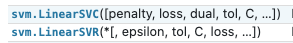 svm.LinearSVC([penalty, loss, dual, tol, C, ...])
svm.LinearSVR(*[, epsilon, tol, C, loss, ...])